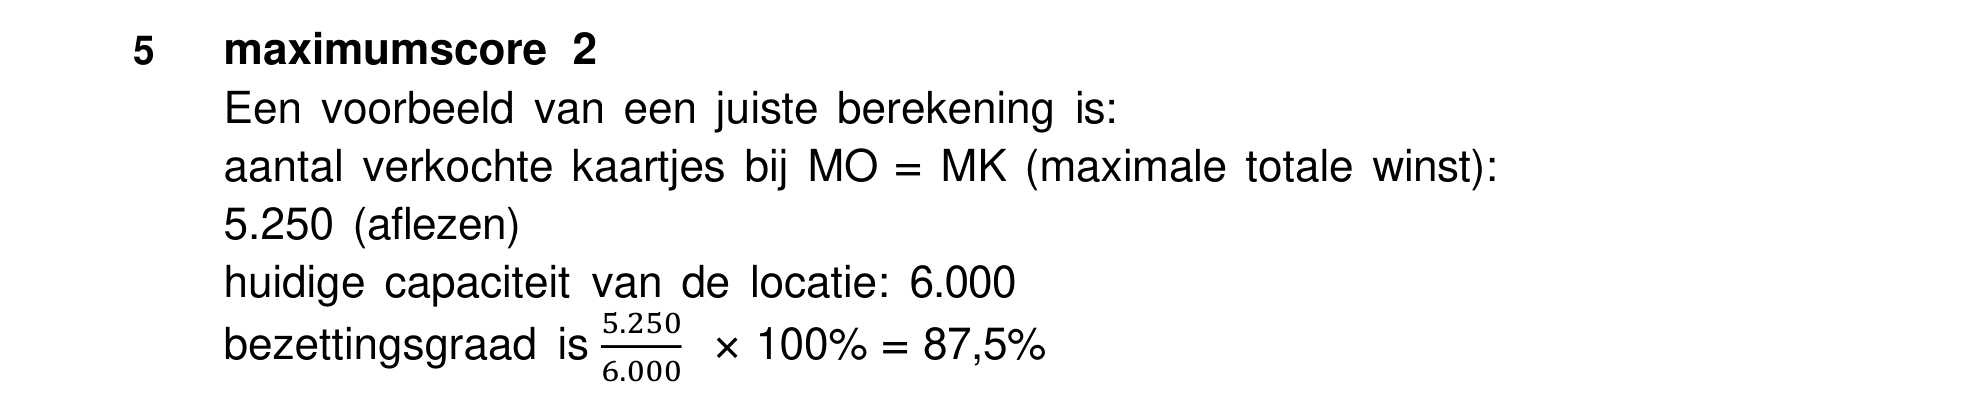 5 maximumscore 2
Een voorbeeld van een juiste berekening is:
aantal verkochte kaartjes bij MO = MK (maximale totale winst):
5.250 (aflezen)
huidige capaciteit van de locatie: 6.000
bezettingsgraad is 5.250/6.000 × 100% = 87,5%